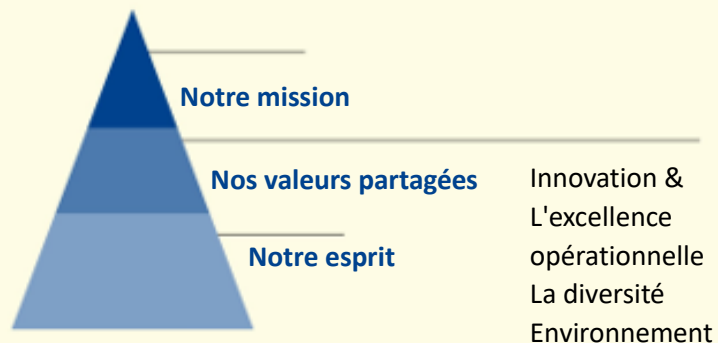 Notre mission
Nos valeurs partagées
Notre esprit
Innovation &
L'excellence
opérationnelle
La diversité
Environnement